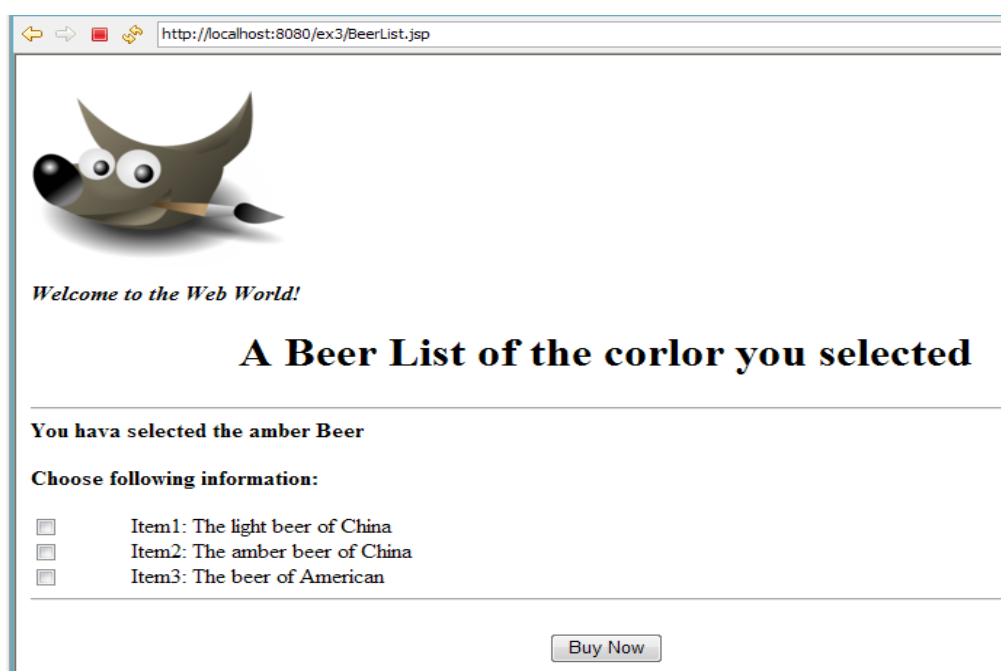 http://localhost:8080/ex3/BeerList.jsp
Welcome to the Web World!
A Beer List of the corlor you selected
You hava selected the amber Beer
Choose following information:
Item1: The light beer of China
Item2: The amber beer of China
Item3: The beer of American
Buy Now